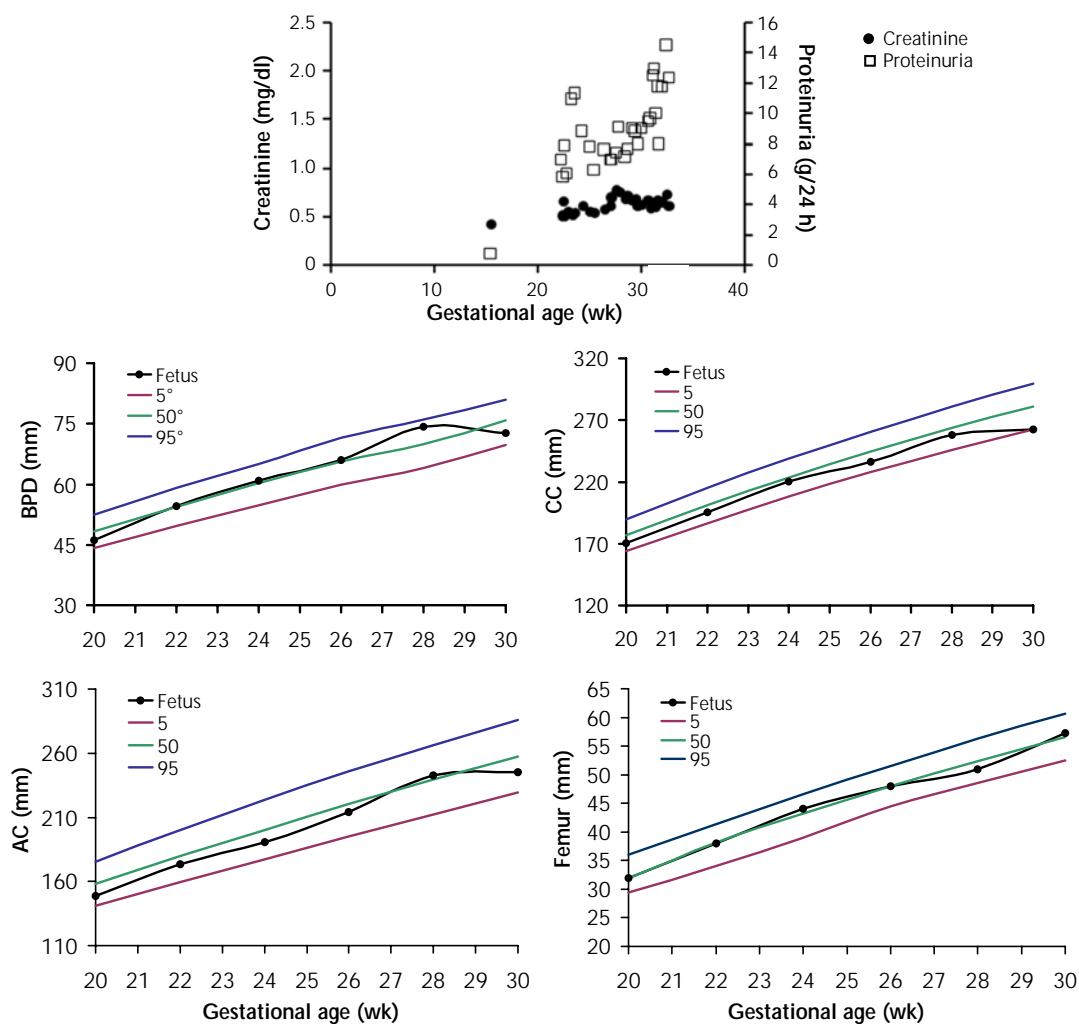 2.5
2.0
1.5
1.0
0.5
0
Creatinine (mg/dl)
16
14
12
10
8
6
4
2
0
Proteinuria (g/24 h)
Creatinine
Proteinuria
0 10 20 30 40
Gestational age (wk)
90
75
60
45
30
BPD (mm)
Fetus
5°
50°
95°
20 21 22 23 24 25 26 27 28 29 30
320
270
220
170
120
CC (mm)
Fetus
5
50
95
20 21 22 23 24 25 26 27 28 29 30
310
260
210
160
110
AC (mm)
Fetus
5
50
95
20 21 22 23 24 25 26 27 28 29 30
Gestational age (wk)
65
60
55
50
45
40
35
30
25
20
Femur (mm)
Fetus
5
50
95
20 21 22 23 24 25 26 27 28 29 30
Gestational age (wk)